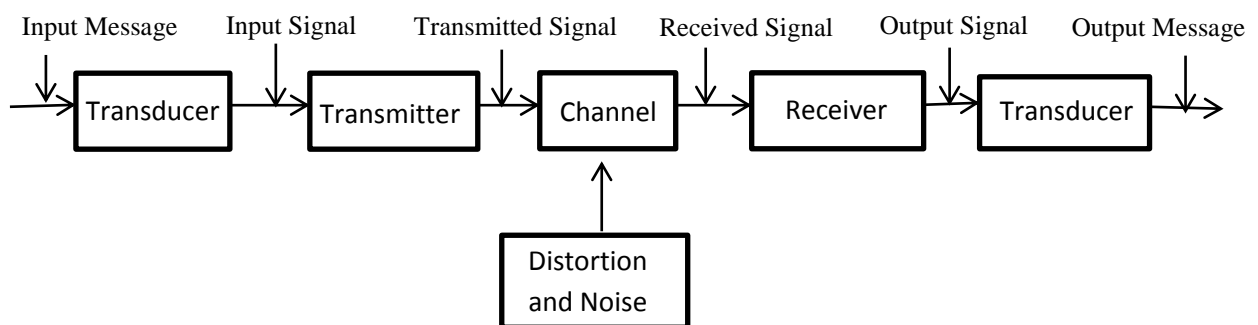 Input Message
Input Signal
Transmitted Signal
Received Signal
Output Signal
Output Message
Transducer
Transmitter
Channel
Receiver
Transducer
Distortion
and Noise